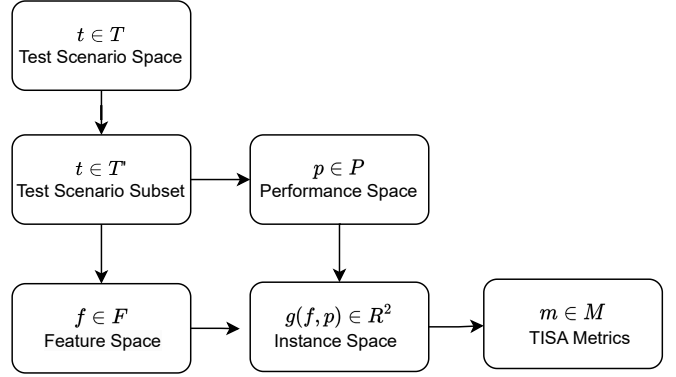 t ∈ T
Test Scenario Space
t ∈ T'
Test Scenario Subset
p ∈ P
Performance Space
f ∈ F
Feature Space
g(f, p) ∈ R²
Instance Space
m ∈ M
TISA Metrics